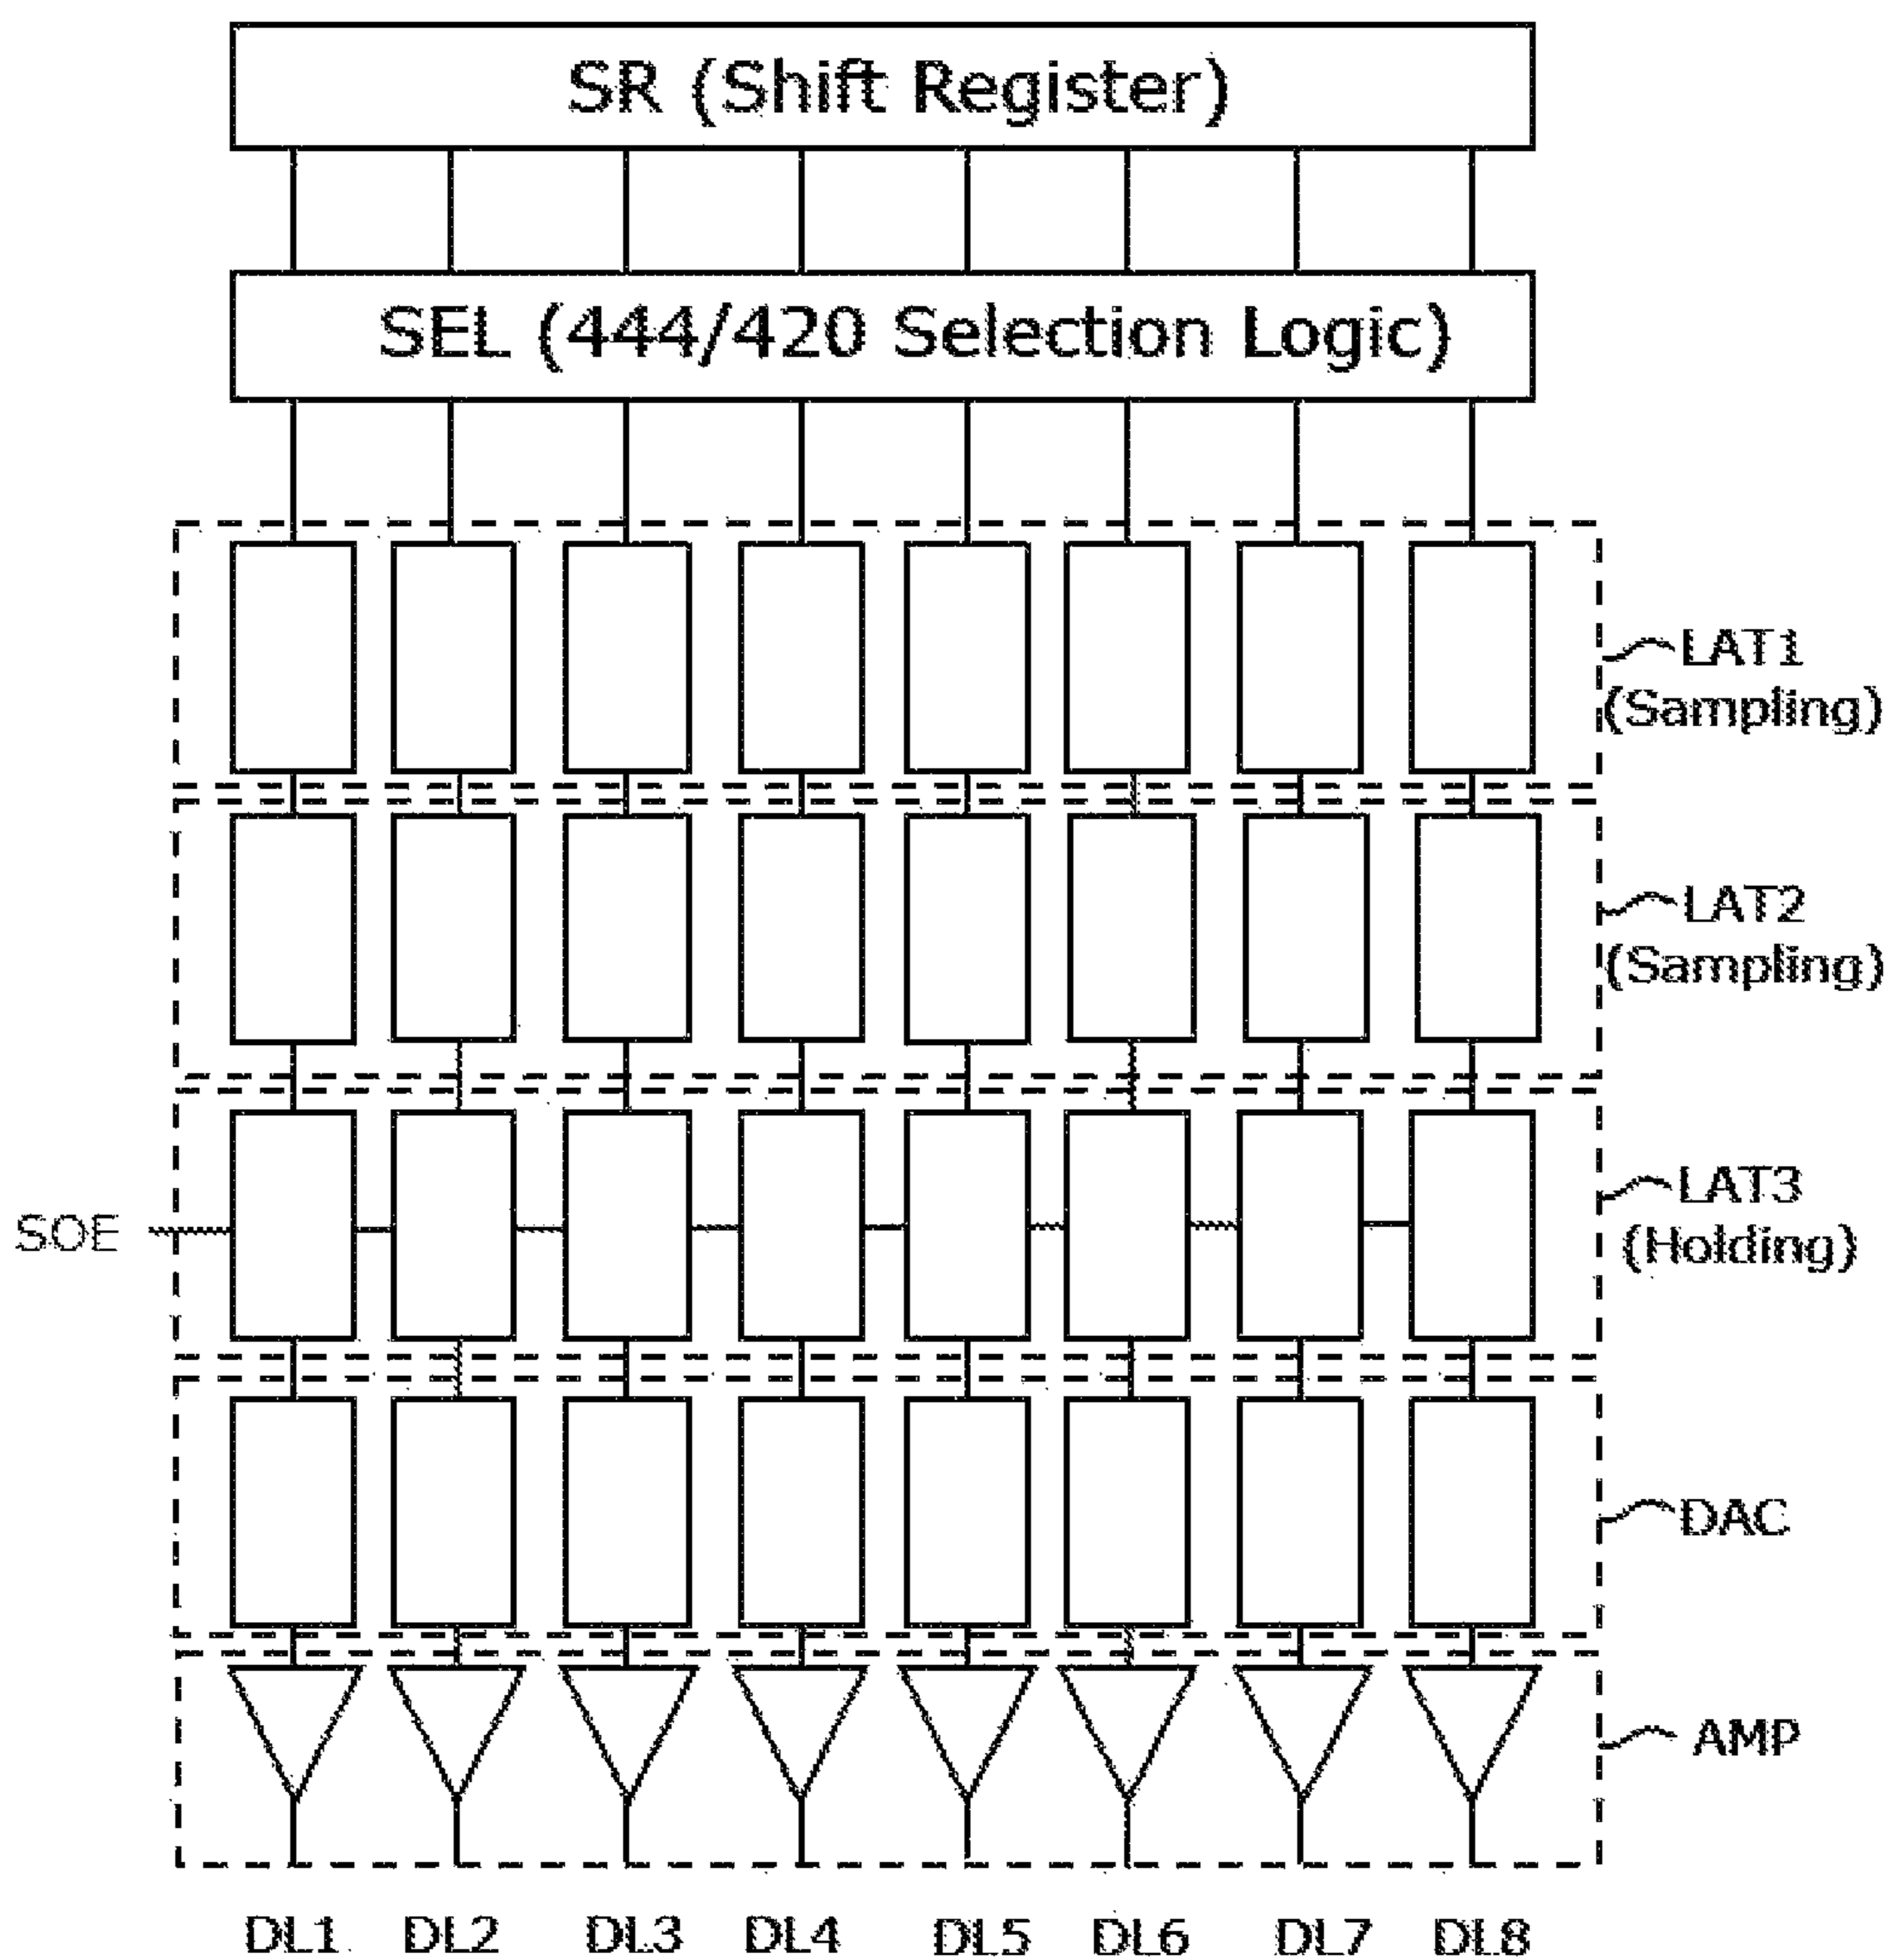 SR (Shift Register)
SEL (444/420 Selection Logic)
LAT1
(Sampling)
LAT2
(Sampling)
LAT3
(Holding)
SOE
DAC
AMP
DL1 DL2 DL3 DL4 DL5 DL6 DL7 DL8